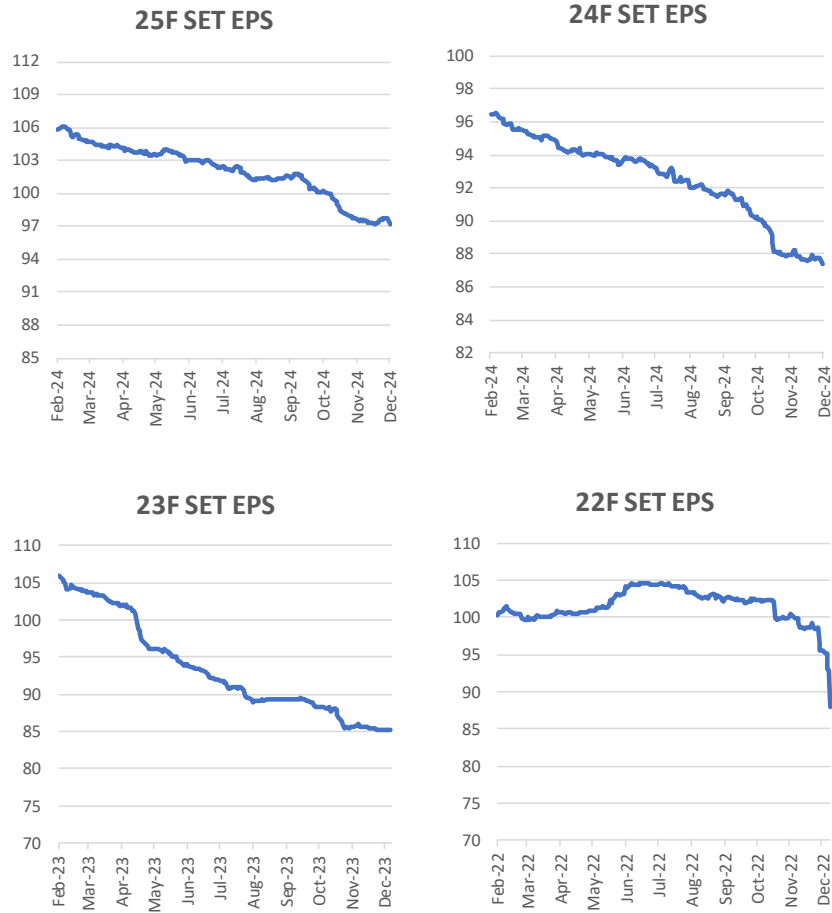 25F SET EPS
112
109
106
103
100
97
94
91
88
85
Feb-24
Mar-24
Apr-24
May-24
Jun-24
Jul-24
Aug-24
Sep-24
Oct-24
Nov-24
Dec-24
24F SET EPS
100
98
96
94
92
90
88
86
84
82
Feb-24
Mar-24
Apr-24
May-24
Jun-24
Jul-24
Aug-24
Sep-24
Oct-24
Nov-24
Dec-24
23F SET EPS
110
105
100
95
90
85
80
75
70
Feb-23
Mar-23
Apr-23
May-23
Jun-23
Jul-23
Aug-23
Sep-23
Oct-23
Nov-23
Dec-23
22F SET EPS
110
105
100
95
90
85
80
75
70
Feb-22
Mar-22
Apr-22
May-22
Jun-22
Jul-22
Aug-22
Sep-22
Oct-22
Nov-22
Dec-22